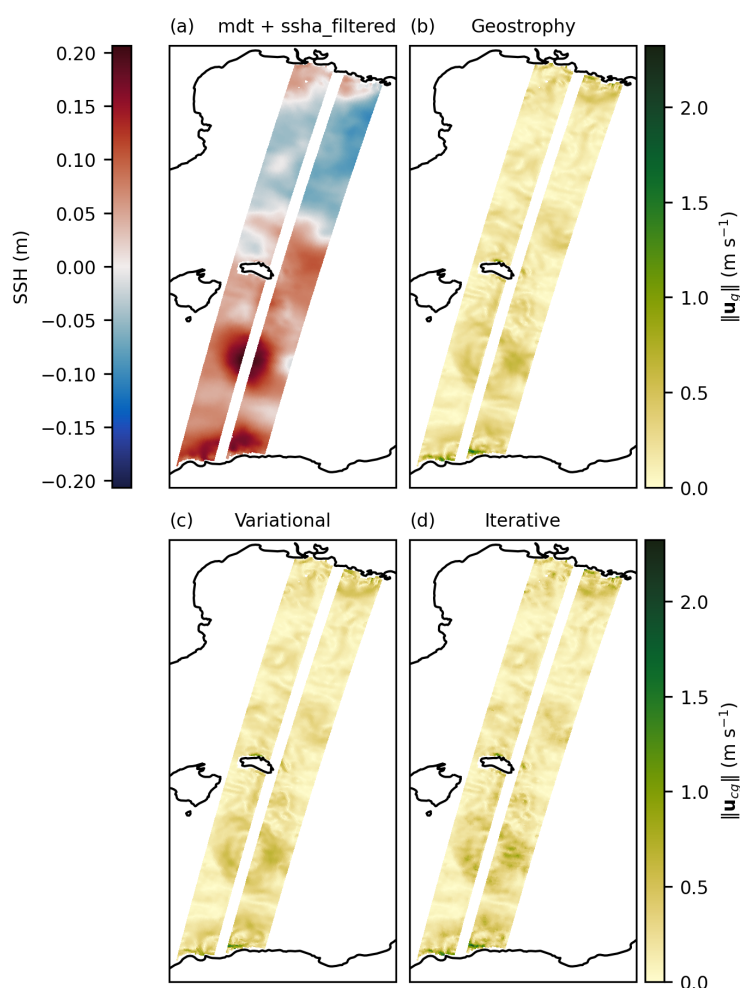 (a) mdt + ssha_filtered
(b) Geostrophy
0.20
0.15
0.10
0.05
0.00
−0.05
−0.10
−0.15
−0.20
SSH (m)
2.0
1.5
1.0
0.5
0.0
‖u_g‖ (m s⁻¹)
(c) Variational
(d) Iterative
2.0
1.5
1.0
0.5
0.0
‖u_cg‖ (m s⁻¹)